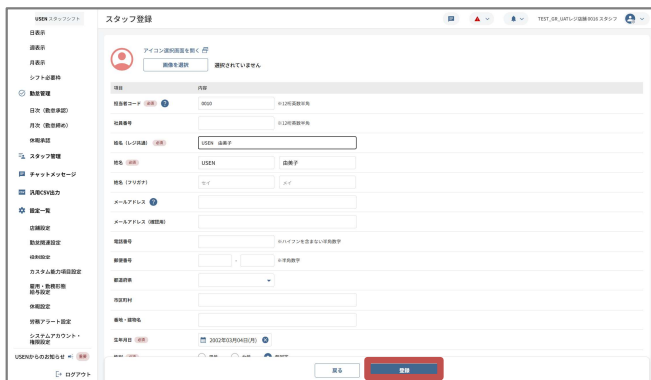 USEN スタッフシフト
スタッフ登録
TEST_GR_UATレジ店舗0016 スタンフ
日表示
週表示
月表示
シフト必要枠
勤怠管理
日次（勤怠承認）
月次（勤怠締め）
休暇承認
スタッフ管理
チャットメッセージ
汎用CSV出力
設定一覧
店舗設定
勤怠関連設定
役割設定
カスタム能力項目設定
雇用・勤務形態
給与設定
休暇設定
労務アラート設定
システムアカウント・
権限設定
USENからのお知らせ
重要
ログアウト
アイコン選択画面を開く
画像を選択
選択されていません
項目
内容
担当者コード 必須 ?
0010
※12桁英数半角
社員番号
※12桁英数半角
姓名（レジ共通） 必須
USEN 由美子
姓名 必須
USEN
由美子
姓名（フリガナ）
セイ
メイ
メールアドレス ?
メールアドレス（確認用）
電話番号
※ハイフンを含まない半角数字
郵便番号
-
※半角数字
都道府県
市区町村
番地・建物名
生年月日 必須
2002年03月04日(月)
戻る
登録